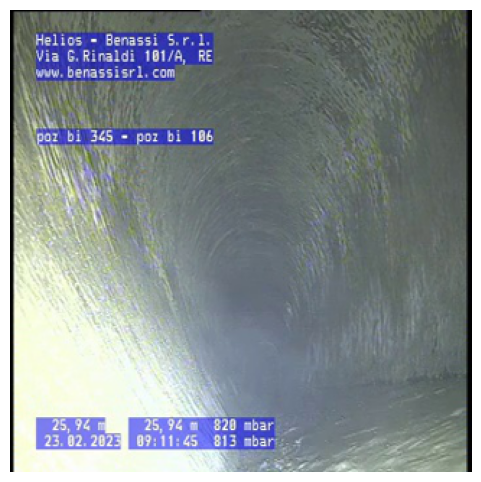 Helios - Benassi S.r.l.
Via G.Rinaldi 101/A, RE
www.benassisrl.com
poz bi 345 - poz bi 106
25,94 m 25,94 m 820 mbar
23.02.2023 09:11:45 813 mbar